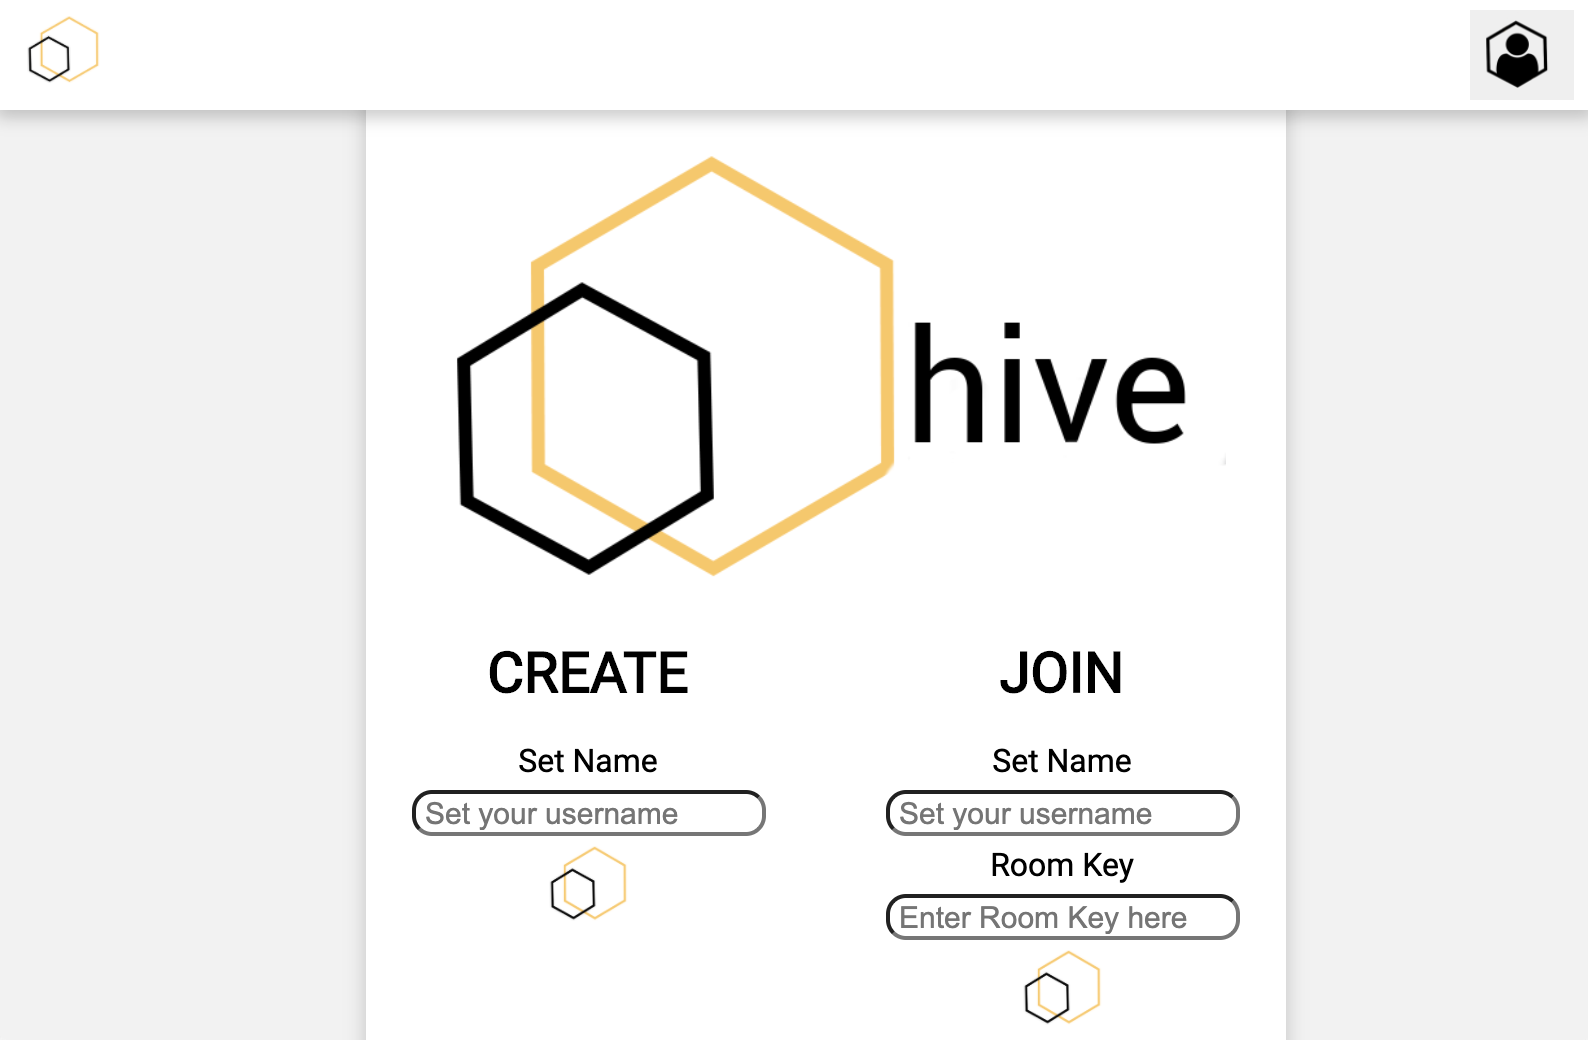 hive
CREATE
Set Name
Set your username
JOIN
Set Name
Set your username
Room Key
Enter Room Key here